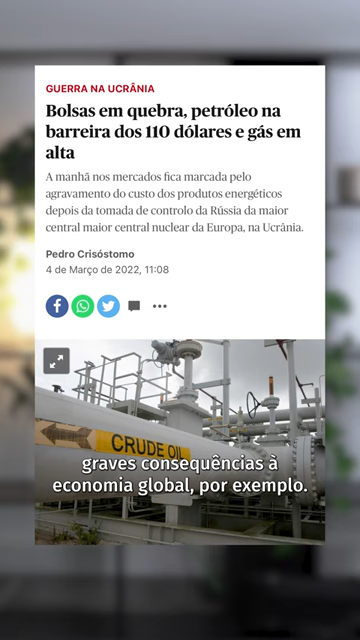 GUERRA NA UCRÂNIA
Bolsas em quebra, petróleo na
barreira dos 110 dólares e gás em
alta
A manhã nos mercados fica marcada pelo
agravamento do custo dos produtos energéticos
depois da tomada de controlo da Rússia da maior
central maior central nuclear da Europa, na Ucrânia.
Pedro Crisóstomo
4 de Março de 2022, 11:08
CRUDE OIL
graves consequências à
economia global, por exemplo.